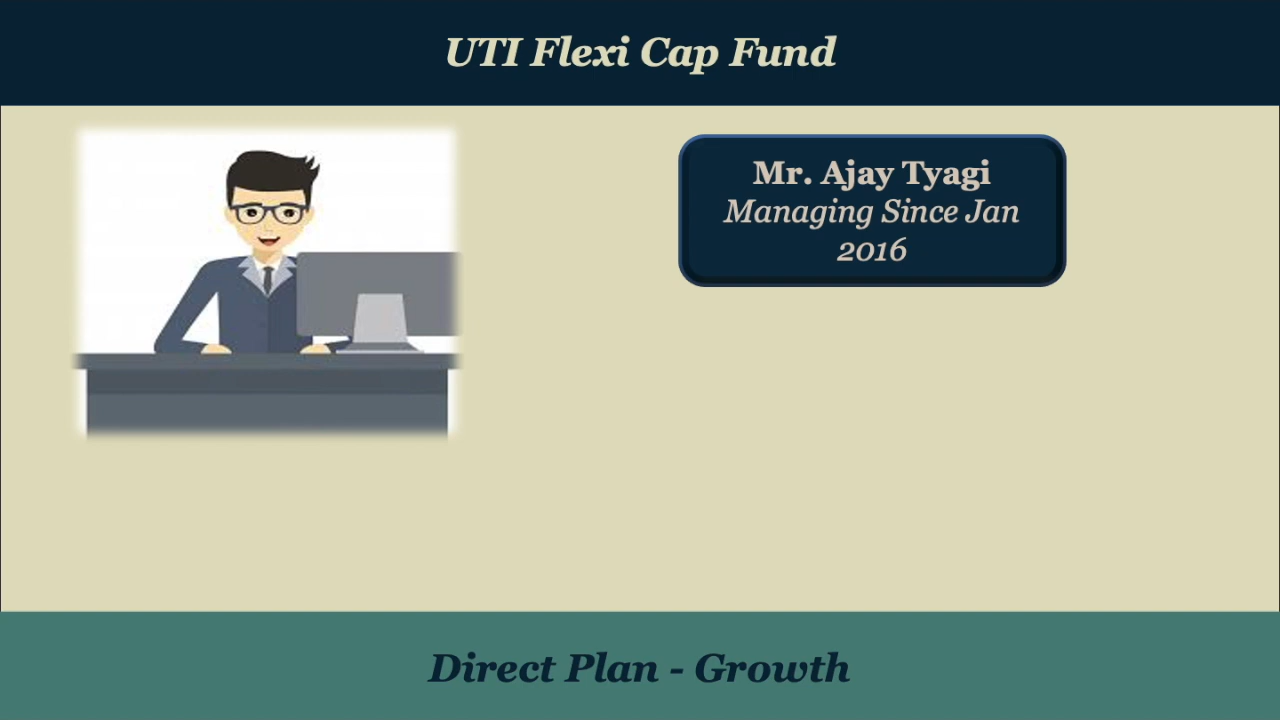 UTI Flexi Cap Fund
Mr. Ajay Tyagi
Managing Since Jan
2016
Direct Plan - Growth